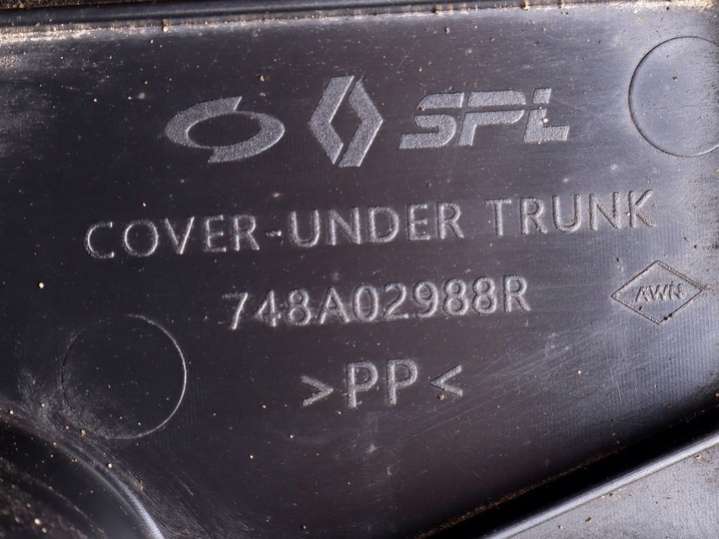 SPL
COVER-UNDER TRUNK
748A02988R
AWN
>PP<